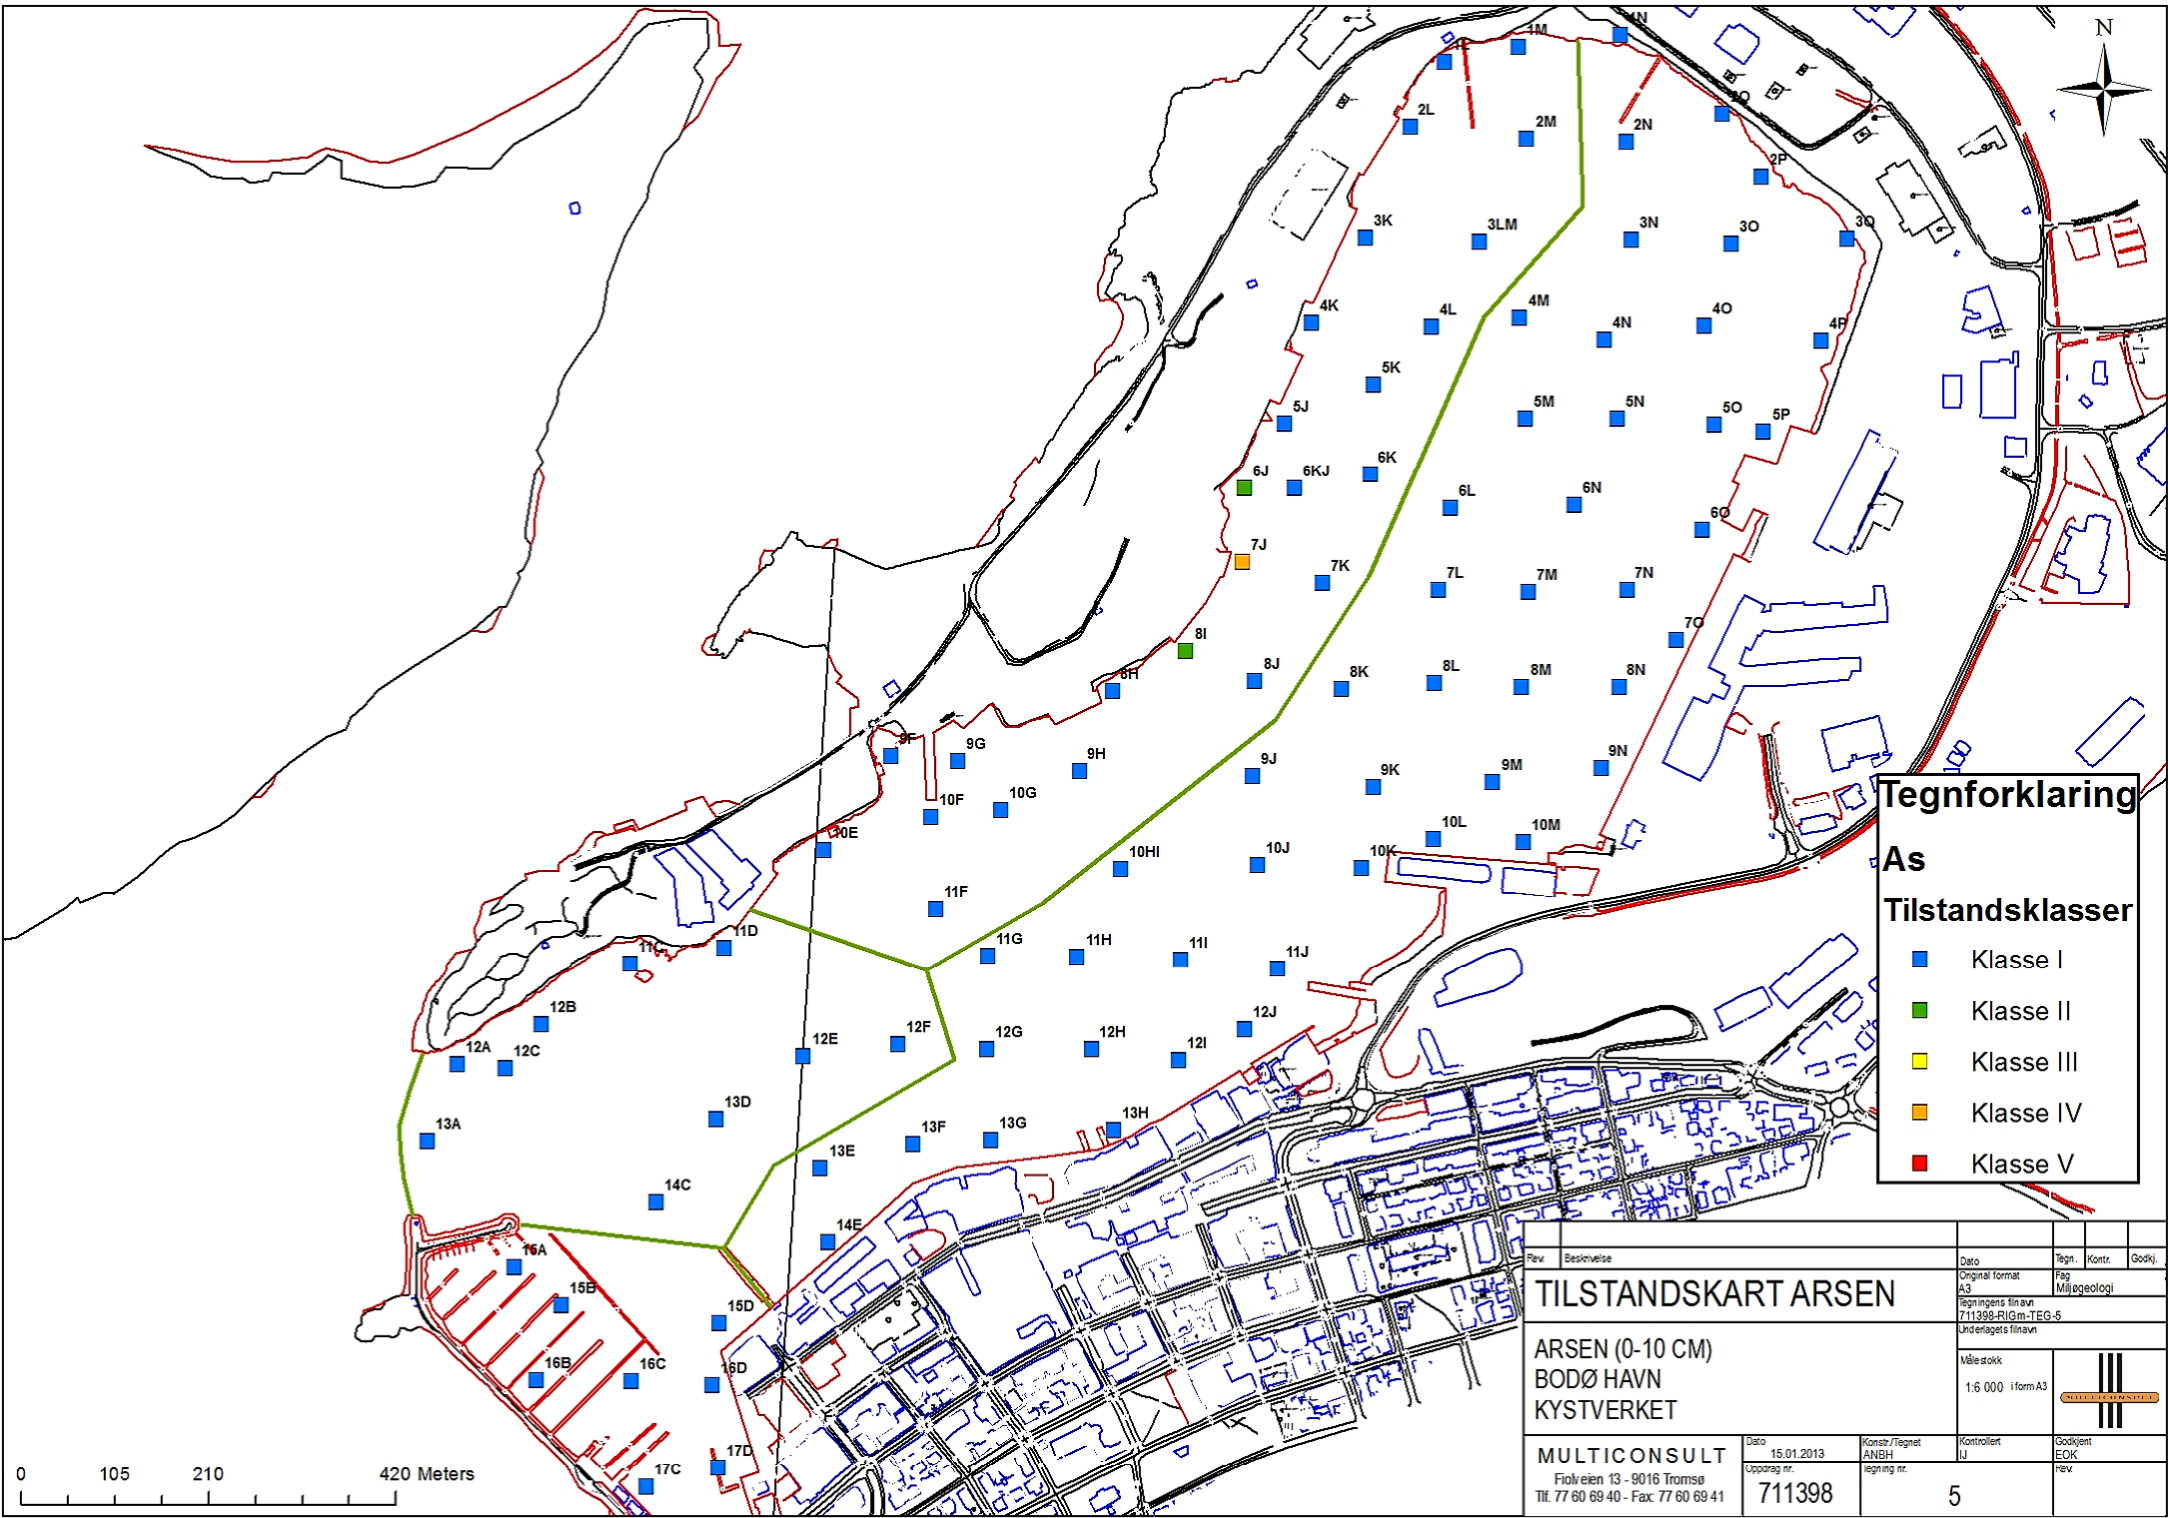 N
1M
2L
2M
2N
2P
3K
3LM
3N
3O
3Q
4K
4L
4M
4N
4O
4P
5K
5J
5M
5N
5O
5P
6J
6KJ
6K
6L
6N
6O
7J
7K
7L
7M
7N
7O
8I
8H
8J
8K
8L
8M
8N
9F
9G
9H
9J
9K
9M
9N
10F
10G
10E
10HI
10J
10K
10L
10M
11F
11C
11D
11G
11H
11I
11J
12B
12A
12C
12E
12F
12G
12H
12I
12J
13A
13D
13E
13F
13G
13H
14C
14E
15A
15B
15D
16B
16C
16D
17C
17D
0 105 210 420 Meters
Tegnforklaring
As
Tilstandsklasser
Klasse I
Klasse II
Klasse III
Klasse IV
Klasse V
Rev. Beskrivelse Dato Tegn. Kontr. Godkj.
TILSTANDSKART ARSEN
Original format
A3
Fag
Miljøgeologi
Tegningens filnavn
711398-RIGm-TEG-5
Underlagets filnavn
ARSEN (0-10 CM)
BODØ HAVN
KYSTVERKET
Målestokk
1:6 000 i form A3
MULTICONSULT
MULTICONSULT
Fiolveien 13 - 9016 Tromsø
Tlf. 77 60 69 40 - Fax: 77 60 69 41
Dato
15.01.2013
Konstr./Tegnet
ANBH
Kontrollert
IJ
Godkjent
EOK
Oppdrag nr.
711398
Tegning nr.
5
Rev.